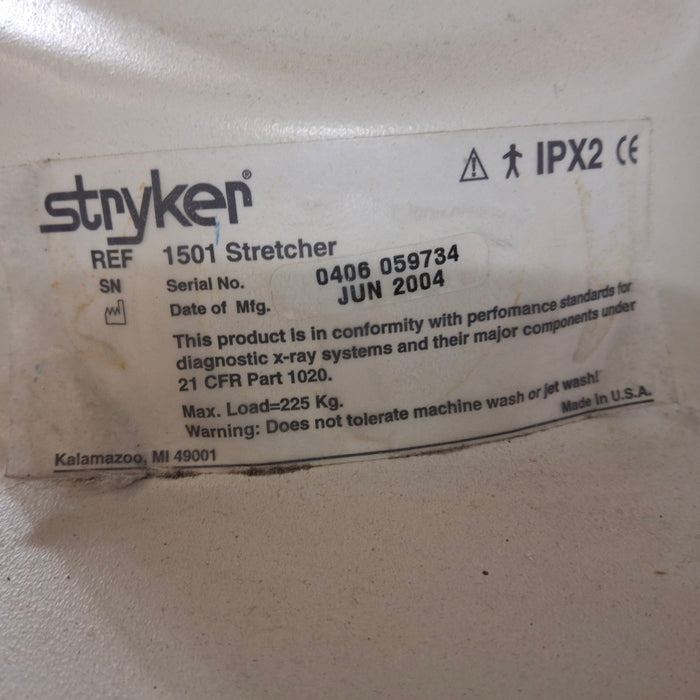 stryker®
IPX2 CE
REF 1501 Stretcher
SN Serial No. 0406 059734
Date of Mfg. JUN 2004
This product is in conformity with perfomance standards for
diagnostic x-ray systems and their major components under
21 CFR Part 1020.
Max. Load=225 Kg.
Warning: Does not tolerate machine wash or jet wash!
Kalamazoo, MI 49001
Made in U.S.A.